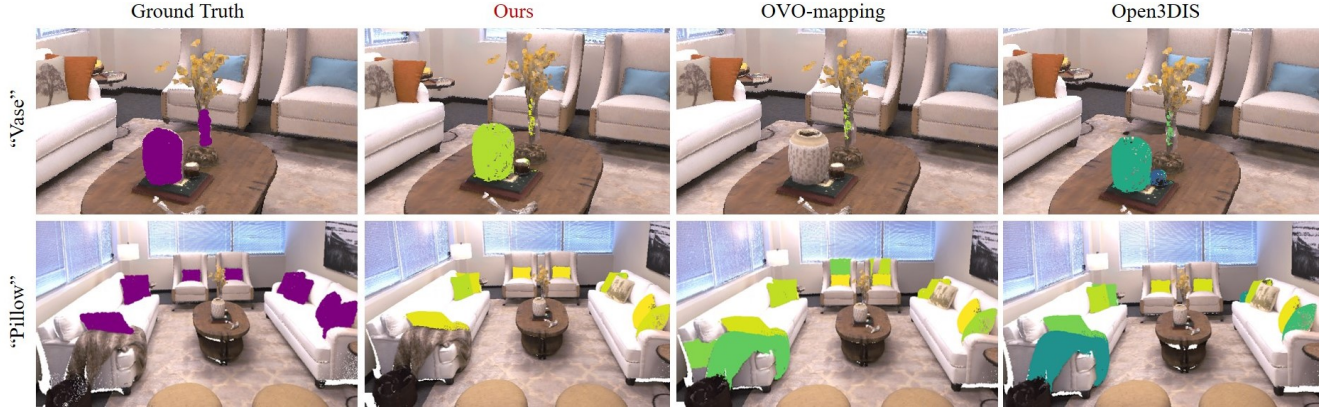 Ground Truth
Ours
OVO-mapping
Open3DIS
“Vase”
“Pillow”